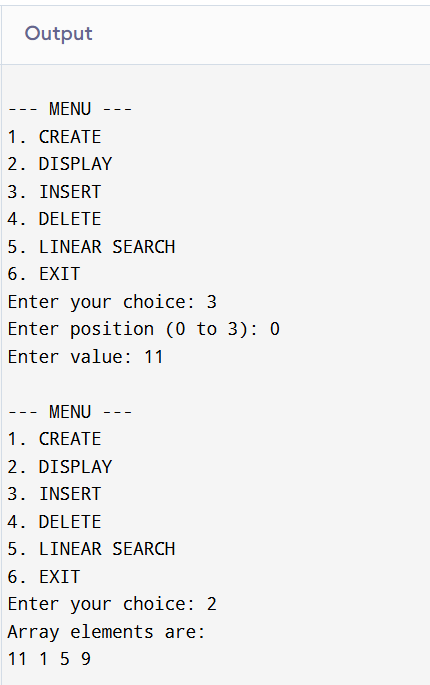 Output
--- MENU ---
1. CREATE
2. DISPLAY
3. INSERT
4. DELETE
5. LINEAR SEARCH
6. EXIT
Enter your choice: 3
Enter position (0 to 3): 0
Enter value: 11
--- MENU ---
1. CREATE
2. DISPLAY
3. INSERT
4. DELETE
5. LINEAR SEARCH
6. EXIT
Enter your choice: 2
Array elements are:
11 1 5 9